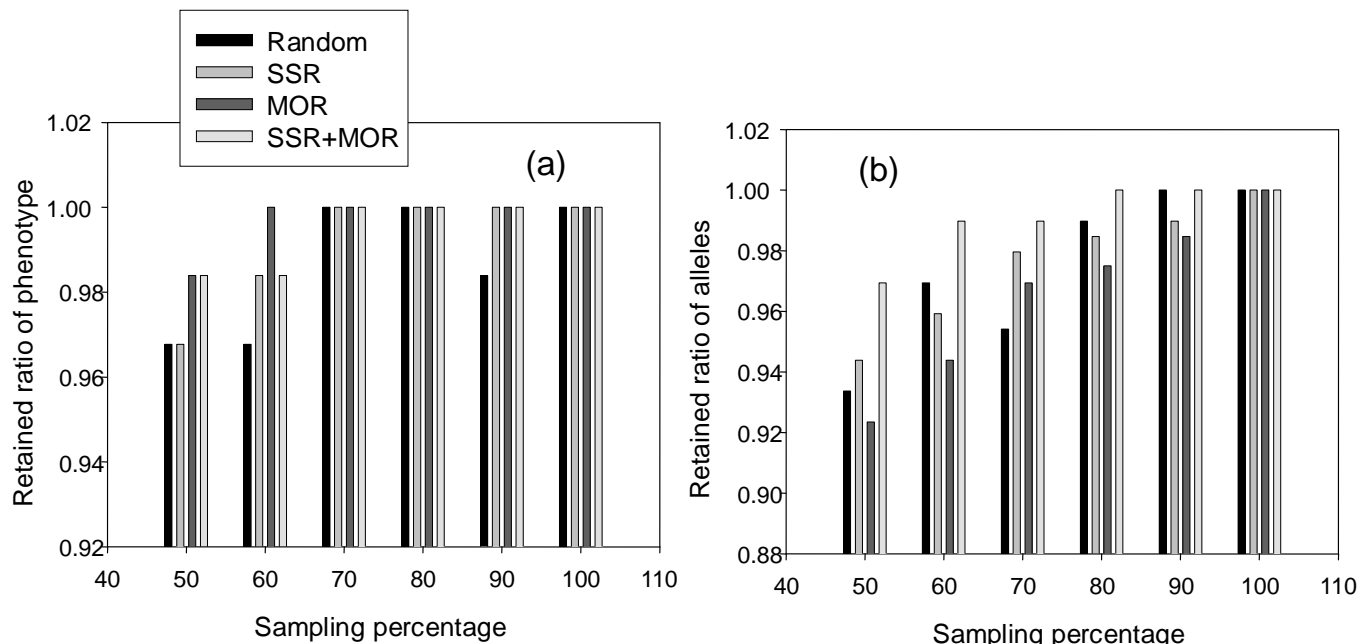 Random
SSR
MOR
SSR+MOR
(a)
Retained ratio of phenotype
1.02
1.00
0.98
0.96
0.94
0.92
40 50 60 70 80 90 100 110
Sampling percentage
(b)
Retained ratio of alleles
1.02
1.00
0.98
0.96
0.94
0.92
0.90
0.88
40 50 60 70 80 90 100 110
Sampling percentage